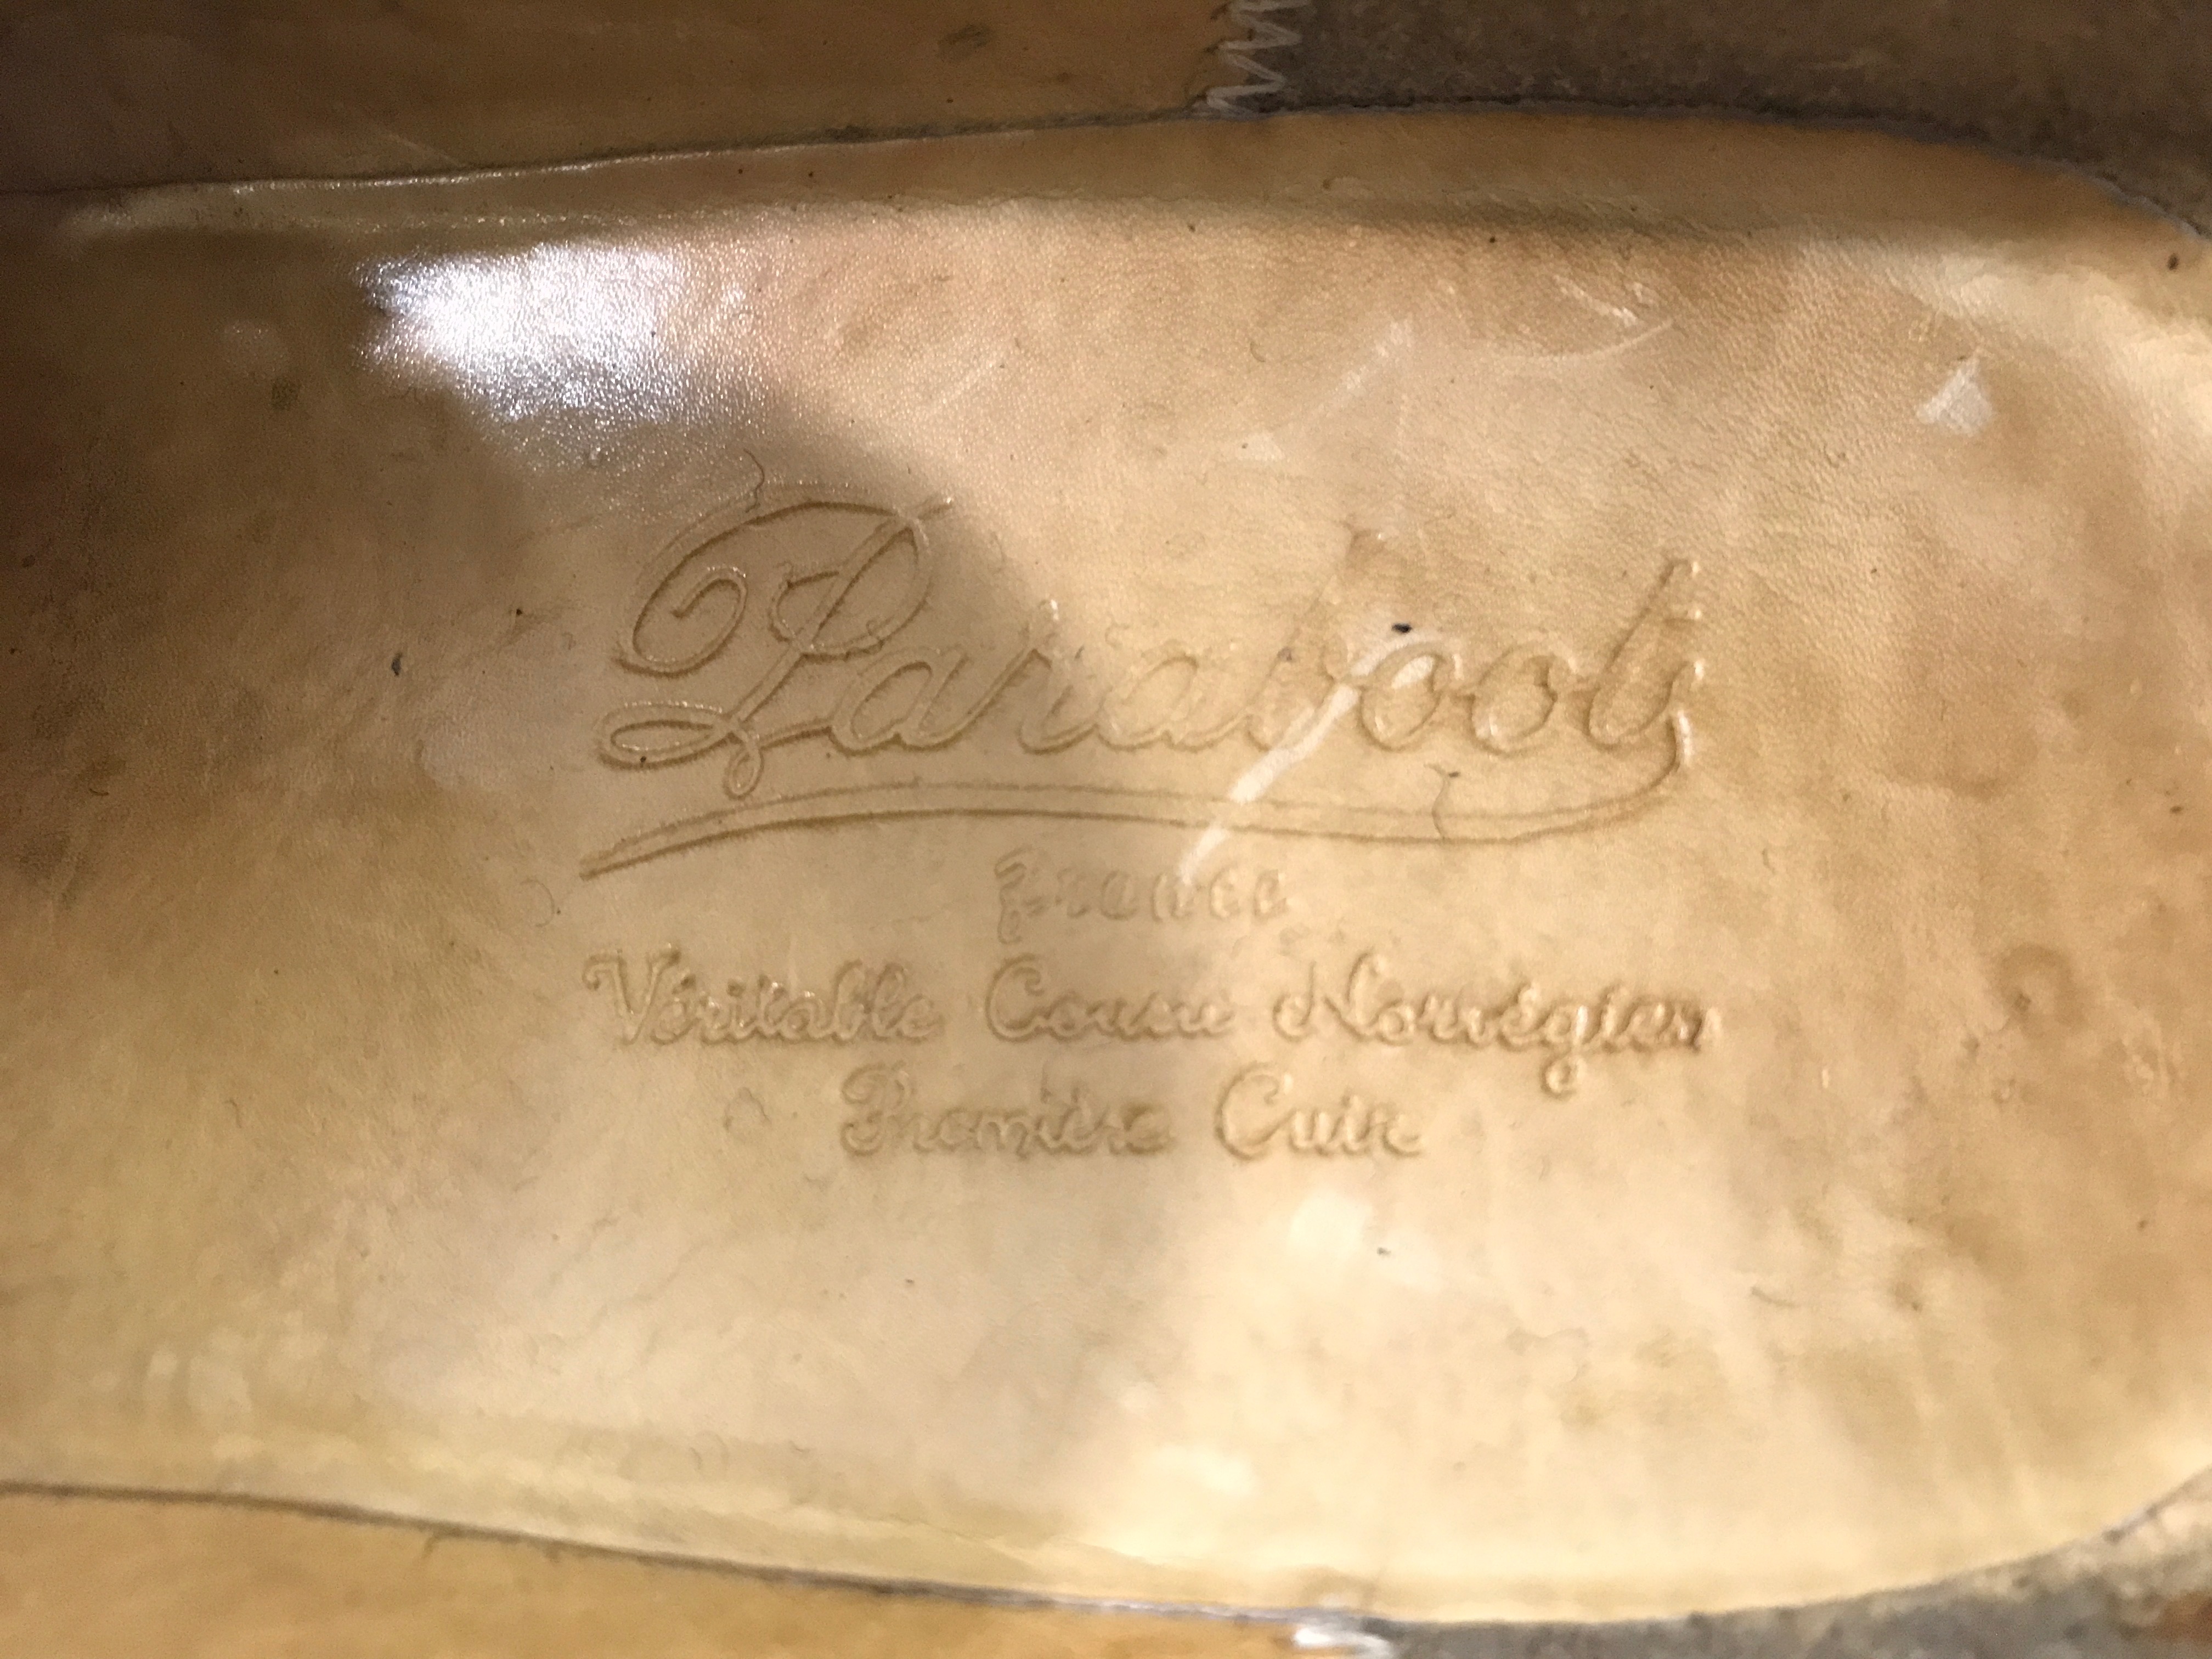 Paraboot
France
Véritable Cousu Norvégien
Première Cuir